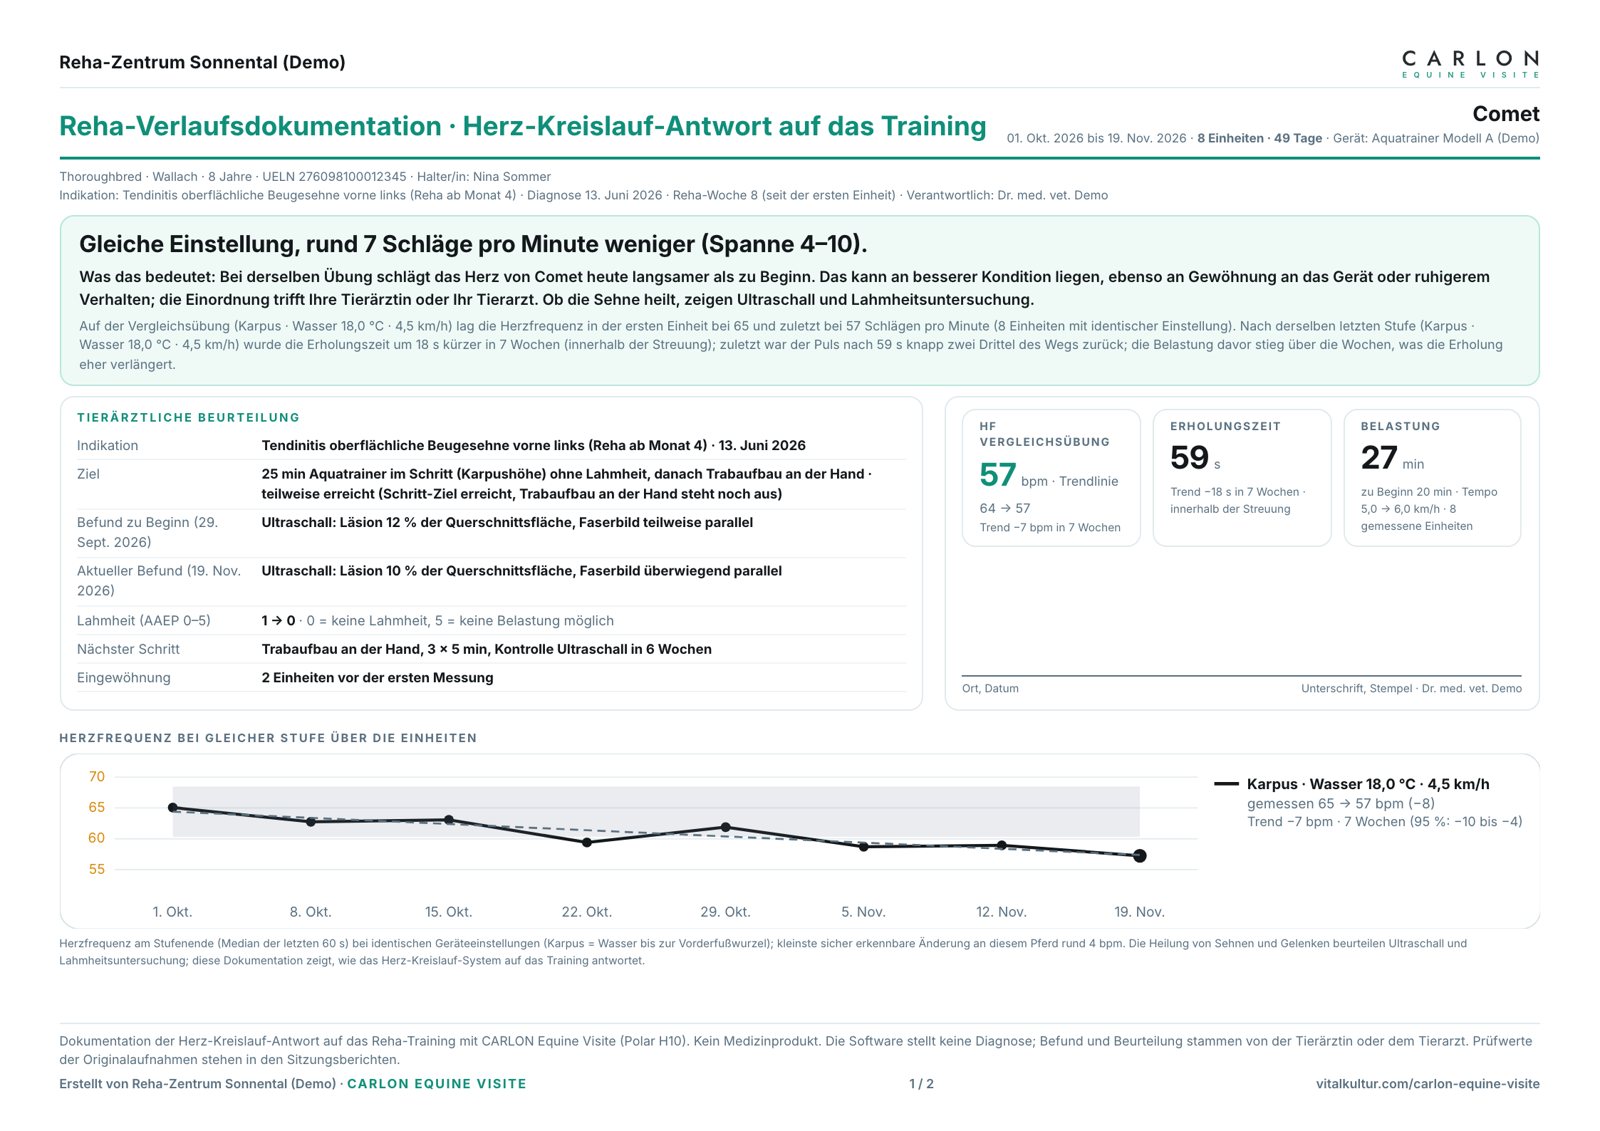 Reha-Zentrum Sonnental (Demo)
CARLON
EQUINE VISITE
Reha-Verlaufsdokumentation · Herz-Kreislauf-Antwort auf das Training
Comet
01. Okt. 2026 bis 19. Nov. 2026 · 8 Einheiten · 49 Tage · Gerät: Aquatrainer Modell A (Demo)
Thoroughbred · Wallach · 8 Jahre · UELN 276098100012345 · Halter/in: Nina Sommer
Indikation: Tendinitis oberflächliche Beugesehne vorne links (Reha ab Monat 4) · Diagnose 13. Juni 2026 · Reha-Woche 8 (seit der ersten Einheit) · Verantwortlich: Dr. med. vet. Demo
Gleiche Einstellung, rund 7 Schläge pro Minute weniger (Spanne 4–10).
Was das bedeutet: Bei derselben Übung schlägt das Herz von Comet heute langsamer als zu Beginn. Das kann an besserer Kondition liegen, ebenso an Gewöhnung an das Gerät oder ruhigerem
Verhalten; die Einordnung trifft Ihre Tierärztin oder Ihr Tierarzt. Ob die Sehne heilt, zeigen Ultraschall und Lahmheitsuntersuchung.
Auf der Vergleichsübung (Karpus · Wasser 18,0 °C · 4,5 km/h) lag die Herzfrequenz in der ersten Einheit bei 65 und zuletzt bei 57 Schlägen pro Minute (8 Einheiten mit identischer Einstellung). Nach derselben letzten Stufe (Karpus ·
Wasser 18,0 °C · 4,5 km/h) wurde die Erholungszeit um 18 s kürzer in 7 Wochen (innerhalb der Streuung); zuletzt war der Puls nach 59 s knapp zwei Drittel des Wegs zurück; die Belastung davor stieg über die Wochen, was die Erholung
eher verlängert.
TIERÄRZTLICHE BEURTEILUNG
Indikation
Tendinitis oberflächliche Beugesehne vorne links (Reha ab Monat 4) · 13. Juni 2026
Ziel
25 min Aquatrainer im Schritt (Karpushöhe) ohne Lahmheit, danach Trabaufbau an der Hand ·
teilweise erreicht (Schritt-Ziel erreicht, Trabaufbau an der Hand steht noch aus)
Befund zu Beginn (29.
Sept. 2026)
Ultraschall: Läsion 12 % der Querschnittsfläche, Faserbild teilweise parallel
Aktueller Befund (19. Nov.
2026)
Ultraschall: Läsion 10 % der Querschnittsfläche, Faserbild überwiegend parallel
Lahmheit (AAEP 0–5)
1 → 0 · 0 = keine Lahmheit, 5 = keine Belastung möglich
Nächster Schritt
Trabaufbau an der Hand, 3 × 5 min, Kontrolle Ultraschall in 6 Wochen
Eingewöhnung
2 Einheiten vor der ersten Messung
HF
VERGLEICHSÜBUNG
57 bpm · Trendlinie
64 → 57
Trend −7 bpm in 7 Wochen
ERHOLUNGSZEIT
59 s
Trend −18 s in 7 Wochen ·
innerhalb der Streuung
BELASTUNG
27 min
zu Beginn 20 min · Tempo
5,0 → 6,0 km/h · 8
gemessene Einheiten
Ort, Datum
Unterschrift, Stempel · Dr. med. vet. Demo
HERZFREQUENZ BEI GLEICHER STUFE ÜBER DIE EINHEITEN
70
65
60
55
1. Okt.
8. Okt.
15. Okt.
22. Okt.
29. Okt.
5. Nov.
12. Nov.
19. Nov.
Karpus · Wasser 18,0 °C · 4,5 km/h
gemessen 65 → 57 bpm (−8)
Trend −7 bpm · 7 Wochen (95 %: −10 bis −4)
Herzfrequenz am Stufenende (Median der letzten 60 s) bei identischen Geräteeinstellungen (Karpus = Wasser bis zur Vorderfußwurzel); kleinste sicher erkennbare Änderung an diesem Pferd rund 4 bpm. Die Heilung von Sehnen und Gelenken beurteilen Ultraschall und
Lahmheitsuntersuchung; diese Dokumentation zeigt, wie das Herz-Kreislauf-System auf das Training antwortet.
Dokumentation der Herz-Kreislauf-Antwort auf das Reha-Training mit CARLON Equine Visite (Polar H10). Kein Medizinprodukt. Die Software stellt keine Diagnose; Befund und Beurteilung stammen von der Tierärztin oder dem Tierarzt. Prüfwerte
der Originalaufnahmen stehen in den Sitzungsberichten.
Erstellt von Reha-Zentrum Sonnental (Demo) · CARLON EQUINE VISITE
1 / 2
vitalkultur.com/carlon-equine-visite